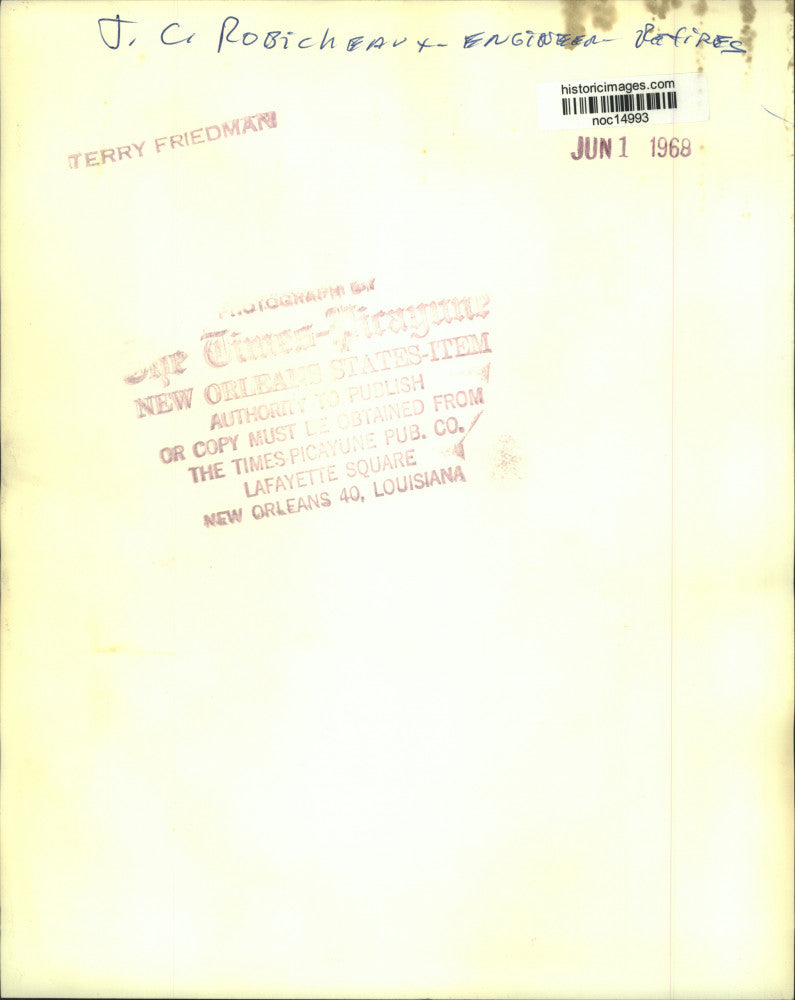 J. C. ROBICHEAUX - ENGINEER RETIRES
historicimages.com
noc14993
JUN 1 1968
TERRY FRIEDMAN
PHOTOGRAPH BY
The Times-Picayune
NEW ORLEANS STATES-ITEM
AUTHORITY TO PUBLISH
OR COPY MUST BE OBTAINED FROM
THE TIMES-PICAYUNE PUB. CO.
LAFAYETTE SQUARE
NEW ORLEANS 40, LOUISIANA